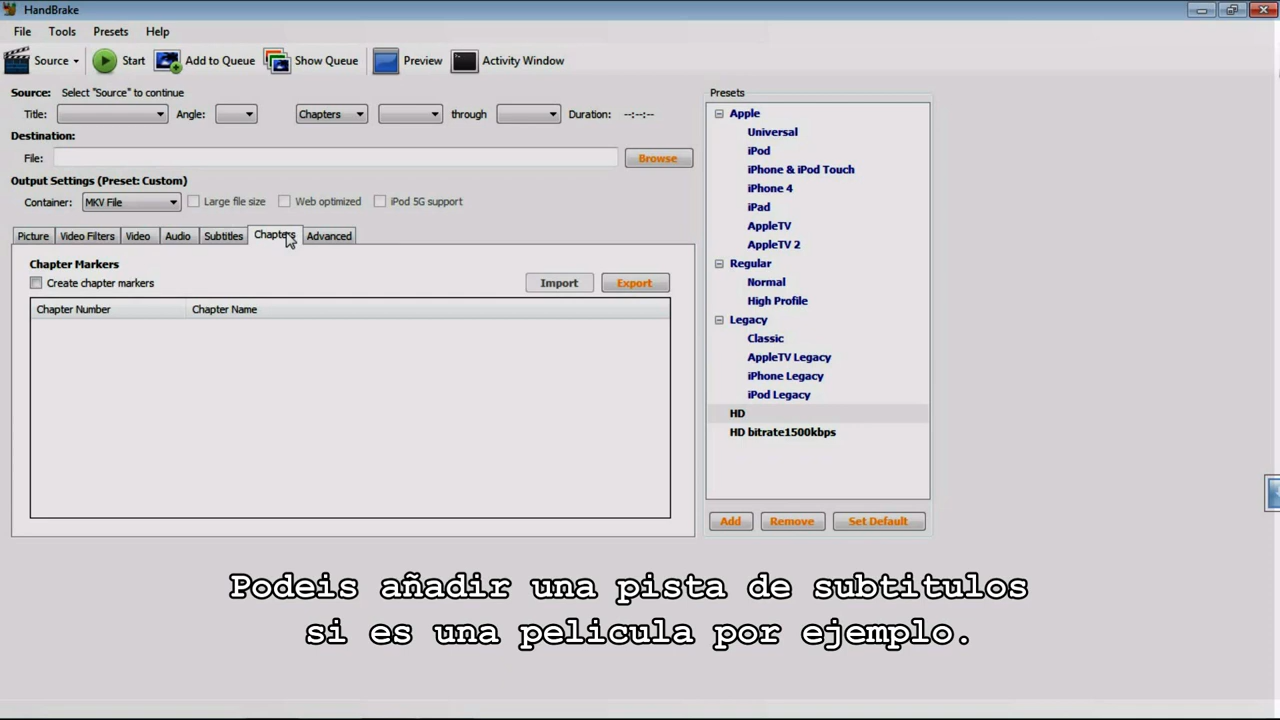 HandBrake
File Tools Presets Help
Source Start Add to Queue Show Queue Preview Activity Window
Source: Select "Source" to continue
Title: Angle: Chapters through Duration: --:--:--
Destination:
File: Browse
Output Settings (Preset: Custom)
Container: MKV File Large file size Web optimized iPod 5G support
Picture Video Filters Video Audio Subtitles Chapters Advanced
Chapter Markers
Create chapter markers Import Export
Chapter Number Chapter Name
Presets
Apple
Universal
iPod
iPhone & iPod Touch
iPhone 4
iPad
AppleTV
AppleTV 2
Regular
Normal
High Profile
Legacy
Classic
AppleTV Legacy
iPhone Legacy
iPod Legacy
HD
HD bitrate1500kbps
Add Remove Set Default
Podeis añadir una pista de subtitulos
si es una pelicula por ejemplo.